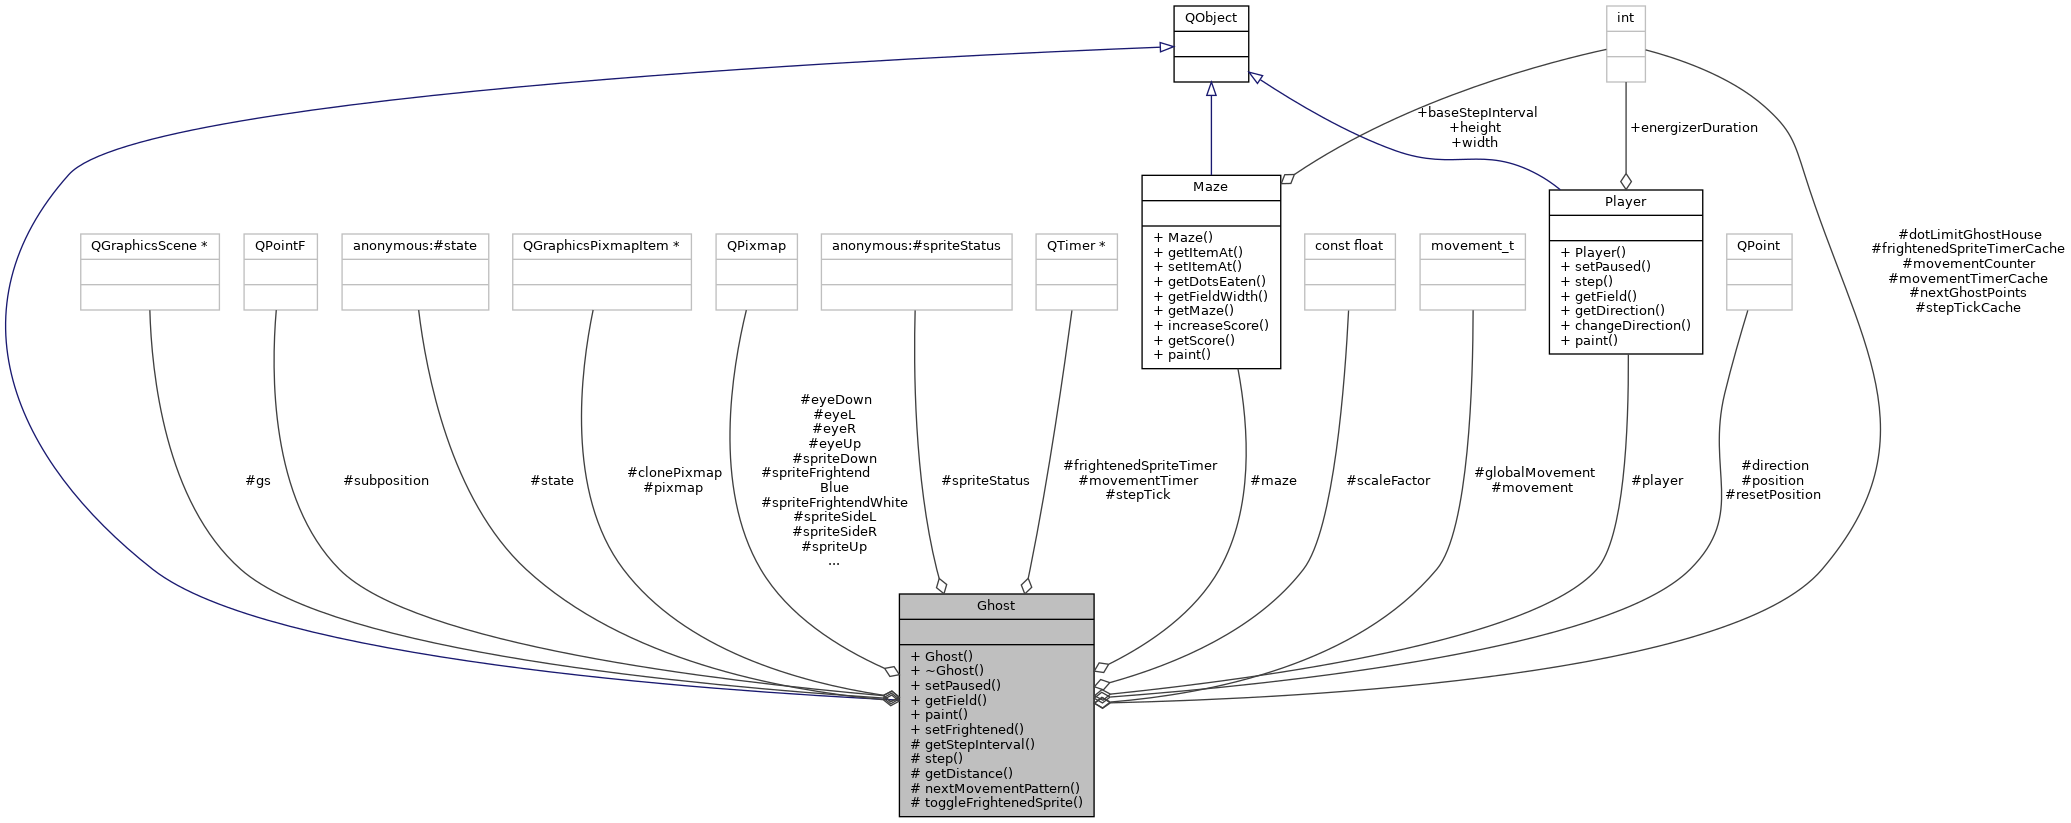 QObject
int
+baseStepInterval
+height
+width
+energizerDuration
Maze
+ Maze()
+ getItemAt()
+ setItemAt()
+ getDotsEaten()
+ getFieldWidth()
+ getMaze()
+ increaseScore()
+ getScore()
+ paint()
Player
+ Player()
+ setPaused()
+ step()
+ getField()
+ getDirection()
+ changeDirection()
+ paint()
QGraphicsScene *
QPointF
anonymous:#state
QGraphicsPixmapItem *
QPixmap
anonymous:#spriteStatus
QTimer *
const float
movement_t
QPoint
#dotLimitGhostHouse
#frightenedSpriteTimerCache
#movementCounter
#movementTimerCache
#nextGhostPoints
#stepTickCache
#gs
#subposition
#state
#clonePixmap
#pixmap
#eyeDown
#eyeL
#eyeR
#eyeUp
#spriteDown
#spriteFrightend
Blue
#spriteFrightendWhite
#spriteSideL
#spriteSideR
#spriteUp
...
#spriteStatus
#frightenedSpriteTimer
#movementTimer
#stepTick
#maze
#scaleFactor
#globalMovement
#movement
#player
#direction
#position
#resetPosition
Ghost
+ Ghost()
+ ~Ghost()
+ setPaused()
+ getField()
+ paint()
+ setFrightened()
# getStepInterval()
# step()
# getDistance()
# nextMovementPattern()
# toggleFrightenedSprite()